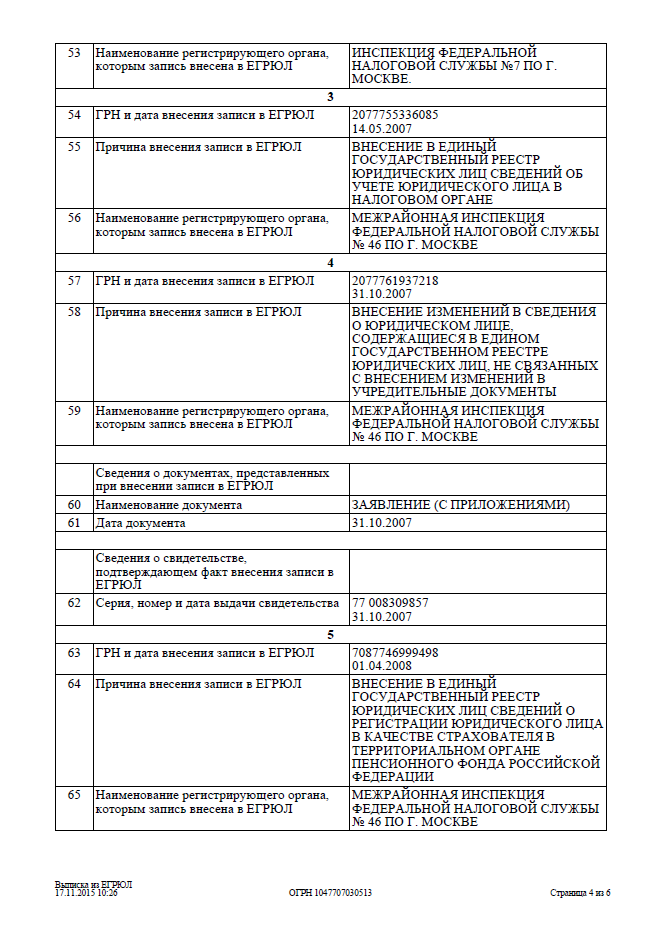 53 Наименование регистрирующего органа, ИНСПЕКЦИЯ ФЕДЕРАЛЬНОЙ
которым запись внесена в ЕГРЮЛ НАЛОГОВОЙ СЛУЖБЫ №7 ПО Г.
МОСКВЕ.
3
54 ГРН и дата внесения записи в ЕГРЮЛ 2077755336085
14.05.2007
55 Причина внесения записи в ЕГРЮЛ ВНЕСЕНИЕ В ЕДИНЫЙ
ГОСУДАРСТВЕННЫЙ РЕЕСТР
ЮРИДИЧЕСКИХ ЛИЦ СВЕДЕНИЙ ОБ
УЧЕТЕ ЮРИДИЧЕСКОГО ЛИЦА В
НАЛОГОВОМ ОРГАНЕ
56 Наименование регистрирующего органа, МЕЖРАЙОННАЯ ИНСПЕКЦИЯ
которым запись внесена в ЕГРЮЛ ФЕДЕРАЛЬНОЙ НАЛОГОВОЙ СЛУЖБЫ
№ 46 ПО Г. МОСКВЕ
4
57 ГРН и дата внесения записи в ЕГРЮЛ 2077761937218
31.10.2007
58 Причина внесения записи в ЕГРЮЛ ВНЕСЕНИЕ ИЗМЕНЕНИЙ В СВЕДЕНИЯ
О ЮРИДИЧЕСКОМ ЛИЦЕ,
СОДЕРЖАЩИЕСЯ В ЕДИНОМ
ГОСУДАРСТВЕННОМ РЕЕСТРЕ
ЮРИДИЧЕСКИХ ЛИЦ, НЕ СВЯЗАННЫХ
С ВНЕСЕНИЕМ ИЗМЕНЕНИЙ В
УЧРЕДИТЕЛЬНЫЕ ДОКУМЕНТЫ
59 Наименование регистрирующего органа, МЕЖРАЙОННАЯ ИНСПЕКЦИЯ
которым запись внесена в ЕГРЮЛ ФЕДЕРАЛЬНОЙ НАЛОГОВОЙ СЛУЖБЫ
№ 46 ПО Г. МОСКВЕ
Сведения о документах, представленных
при внесении записи в ЕГРЮЛ
60 Наименование документа ЗАЯВЛЕНИЕ (С ПРИЛОЖЕНИЯМИ)
61 Дата документа 31.10.2007
Сведения о свидетельстве,
подтверждающем факт внесения записи в
ЕГРЮЛ
62 Серия, номер и дата выдачи свидетельства 77 008309857
31.10.2007
5
63 ГРН и дата внесения записи в ЕГРЮЛ 7087746999498
01.04.2008
64 Причина внесения записи в ЕГРЮЛ ВНЕСЕНИЕ В ЕДИНЫЙ
ГОСУДАРСТВЕННЫЙ РЕЕСТР
ЮРИДИЧЕСКИХ ЛИЦ СВЕДЕНИЙ О
РЕГИСТРАЦИИ ЮРИДИЧЕСКОГО ЛИЦА
В КАЧЕСТВЕ СТРАХОВАТЕЛЯ В
ТЕРРИТОРИАЛЬНОМ ОРГАНЕ
ПЕНСИОННОГО ФОНДА РОССИЙСКОЙ
ФЕДЕРАЦИИ
65 Наименование регистрирующего органа, МЕЖРАЙОННАЯ ИНСПЕКЦИЯ
которым запись внесена в ЕГРЮЛ ФЕДЕРАЛЬНОЙ НАЛОГОВОЙ СЛУЖБЫ
№ 46 ПО Г. МОСКВЕ
Выписка из ЕГРЮЛ
17.11.2015 10:26 ОГРН 1047707030513 Страница 4 из 6